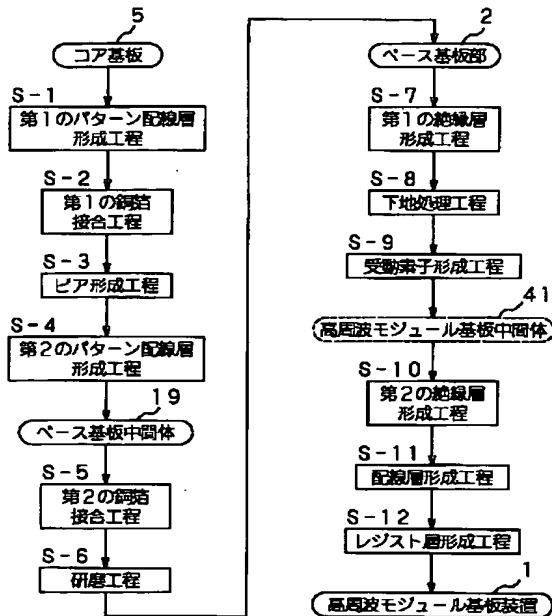 5
コア基板
S-1
第1のパターン配線層
形成工程
S-2
第1の銅箔
接合工程
S-3
ビア形成工程
S-4
第2のパターン配線層
形成工程
19
ベース基板中間体
S-5
第2の銅箔
接合工程
S-6
研磨工程
2
ベース基板部
S-7
第1の絶縁層
形成工程
S-8
下地処理工程
S-9
受動素子形成工程
41
高周波モジュール基板中間体
S-10
第2の絶縁層
形成工程
S-11
配線層形成工程
S-12
レジスト層形成工程
1
高周波モジュール基板装置